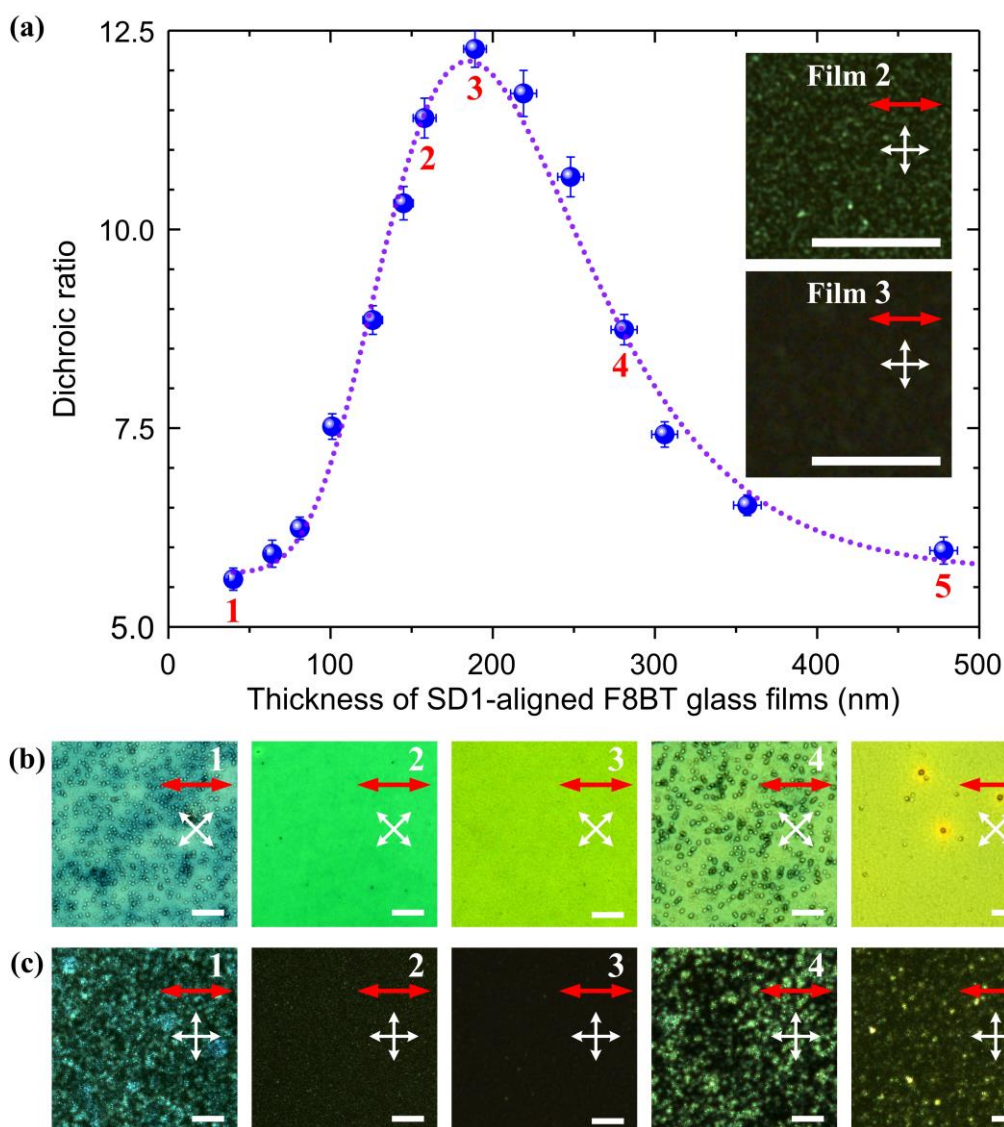 (a)
12.5
10.0
7.5
5.0
Dichroic ratio
0 100 200 300 400 500
Thickness of SD1-aligned F8BT glass films (nm)
1
2
3
4
5
Film 2
Film 3
(b)
1 2 3 4
(c)
1 2 3 4